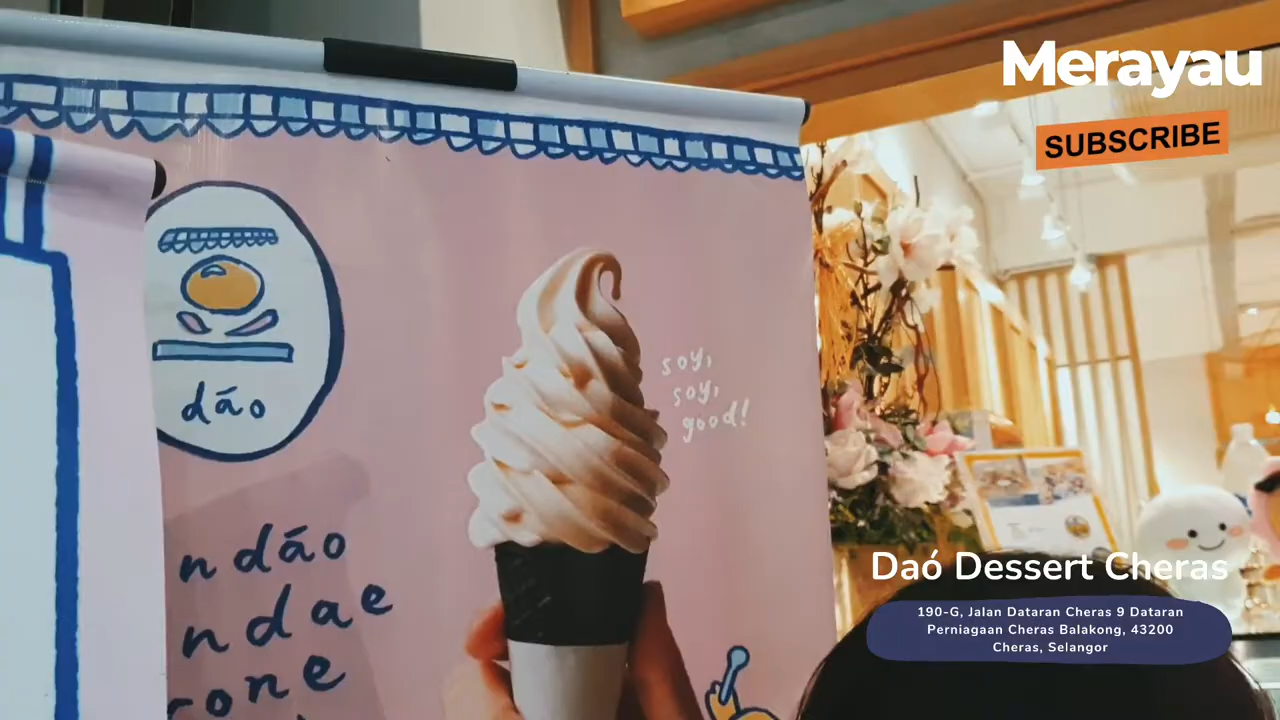 Merayau
SUBSCRIBE
dáo
soy,
soy,
good!
n dáo
ndae
cone
Daó Dessert Cheras
190-G, Jalan Dataran Cheras 9 Dataran
Perniagaan Cheras Balakong, 43200
Cheras, Selangor